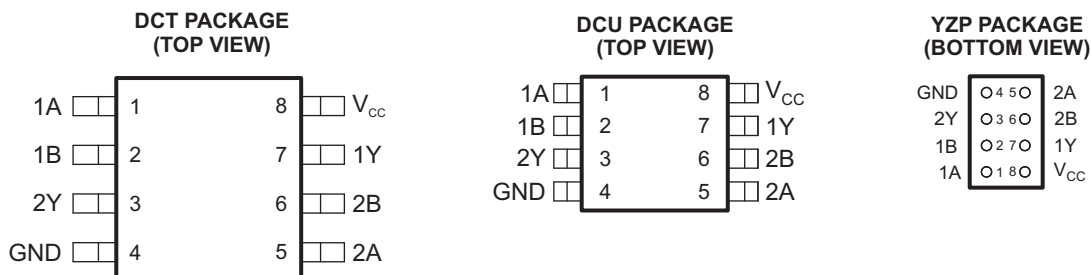 DCT PACKAGE
(TOP VIEW)
1A 1 8 VCC
1B 2 7 1Y
2Y 3 6 2B
GND 4 5 2A
DCU PACKAGE
(TOP VIEW)
1A 1 8 VCC
1B 2 7 1Y
2Y 3 6 2B
GND 4 5 2A
YZP PACKAGE
(BOTTOM VIEW)
GND 4 5 2A
2Y 3 6 2B
1B 2 7 1Y
1A 1 8 VCC